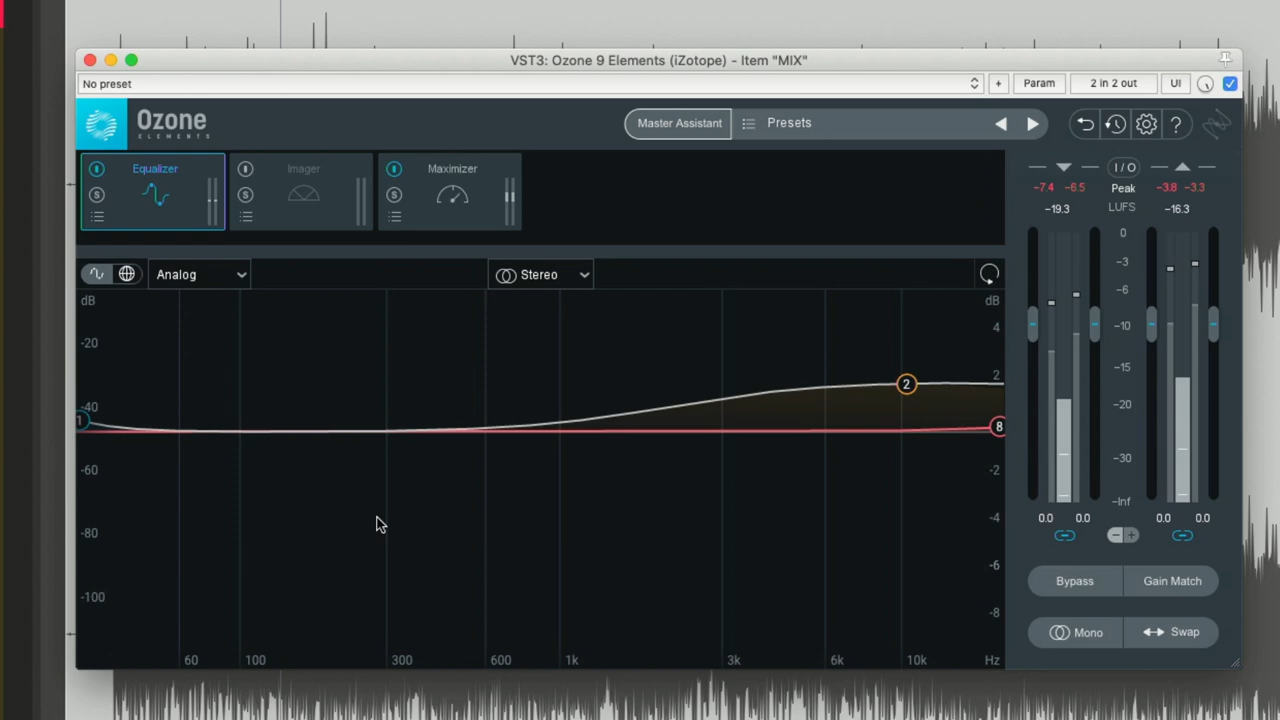 VST3: Ozone 9 Elements (iZotope) - Item "MIX"
No preset
+
Param
2 in 2 out
UI
Ozone
ELEMENTS
Master Assistant
Presets
?
Equalizer
S
Imager
S
Maximizer
S
I / O
-7.4 -6.5
Peak
-3.8 -3.3
-19.3
LUFS
-16.3
Analog
Stereo
dB
-20
-40
-60
-80
-100
1
2
8
dB
4
2
-2
-4
-6
-8
60
100
300
600
1k
3k
6k
10k
Hz
0
-3
-6
-10
-15
-20
-30
-Inf
0.0 0.0
0.0 0.0
- +
Bypass
Gain Match
Mono
Swap